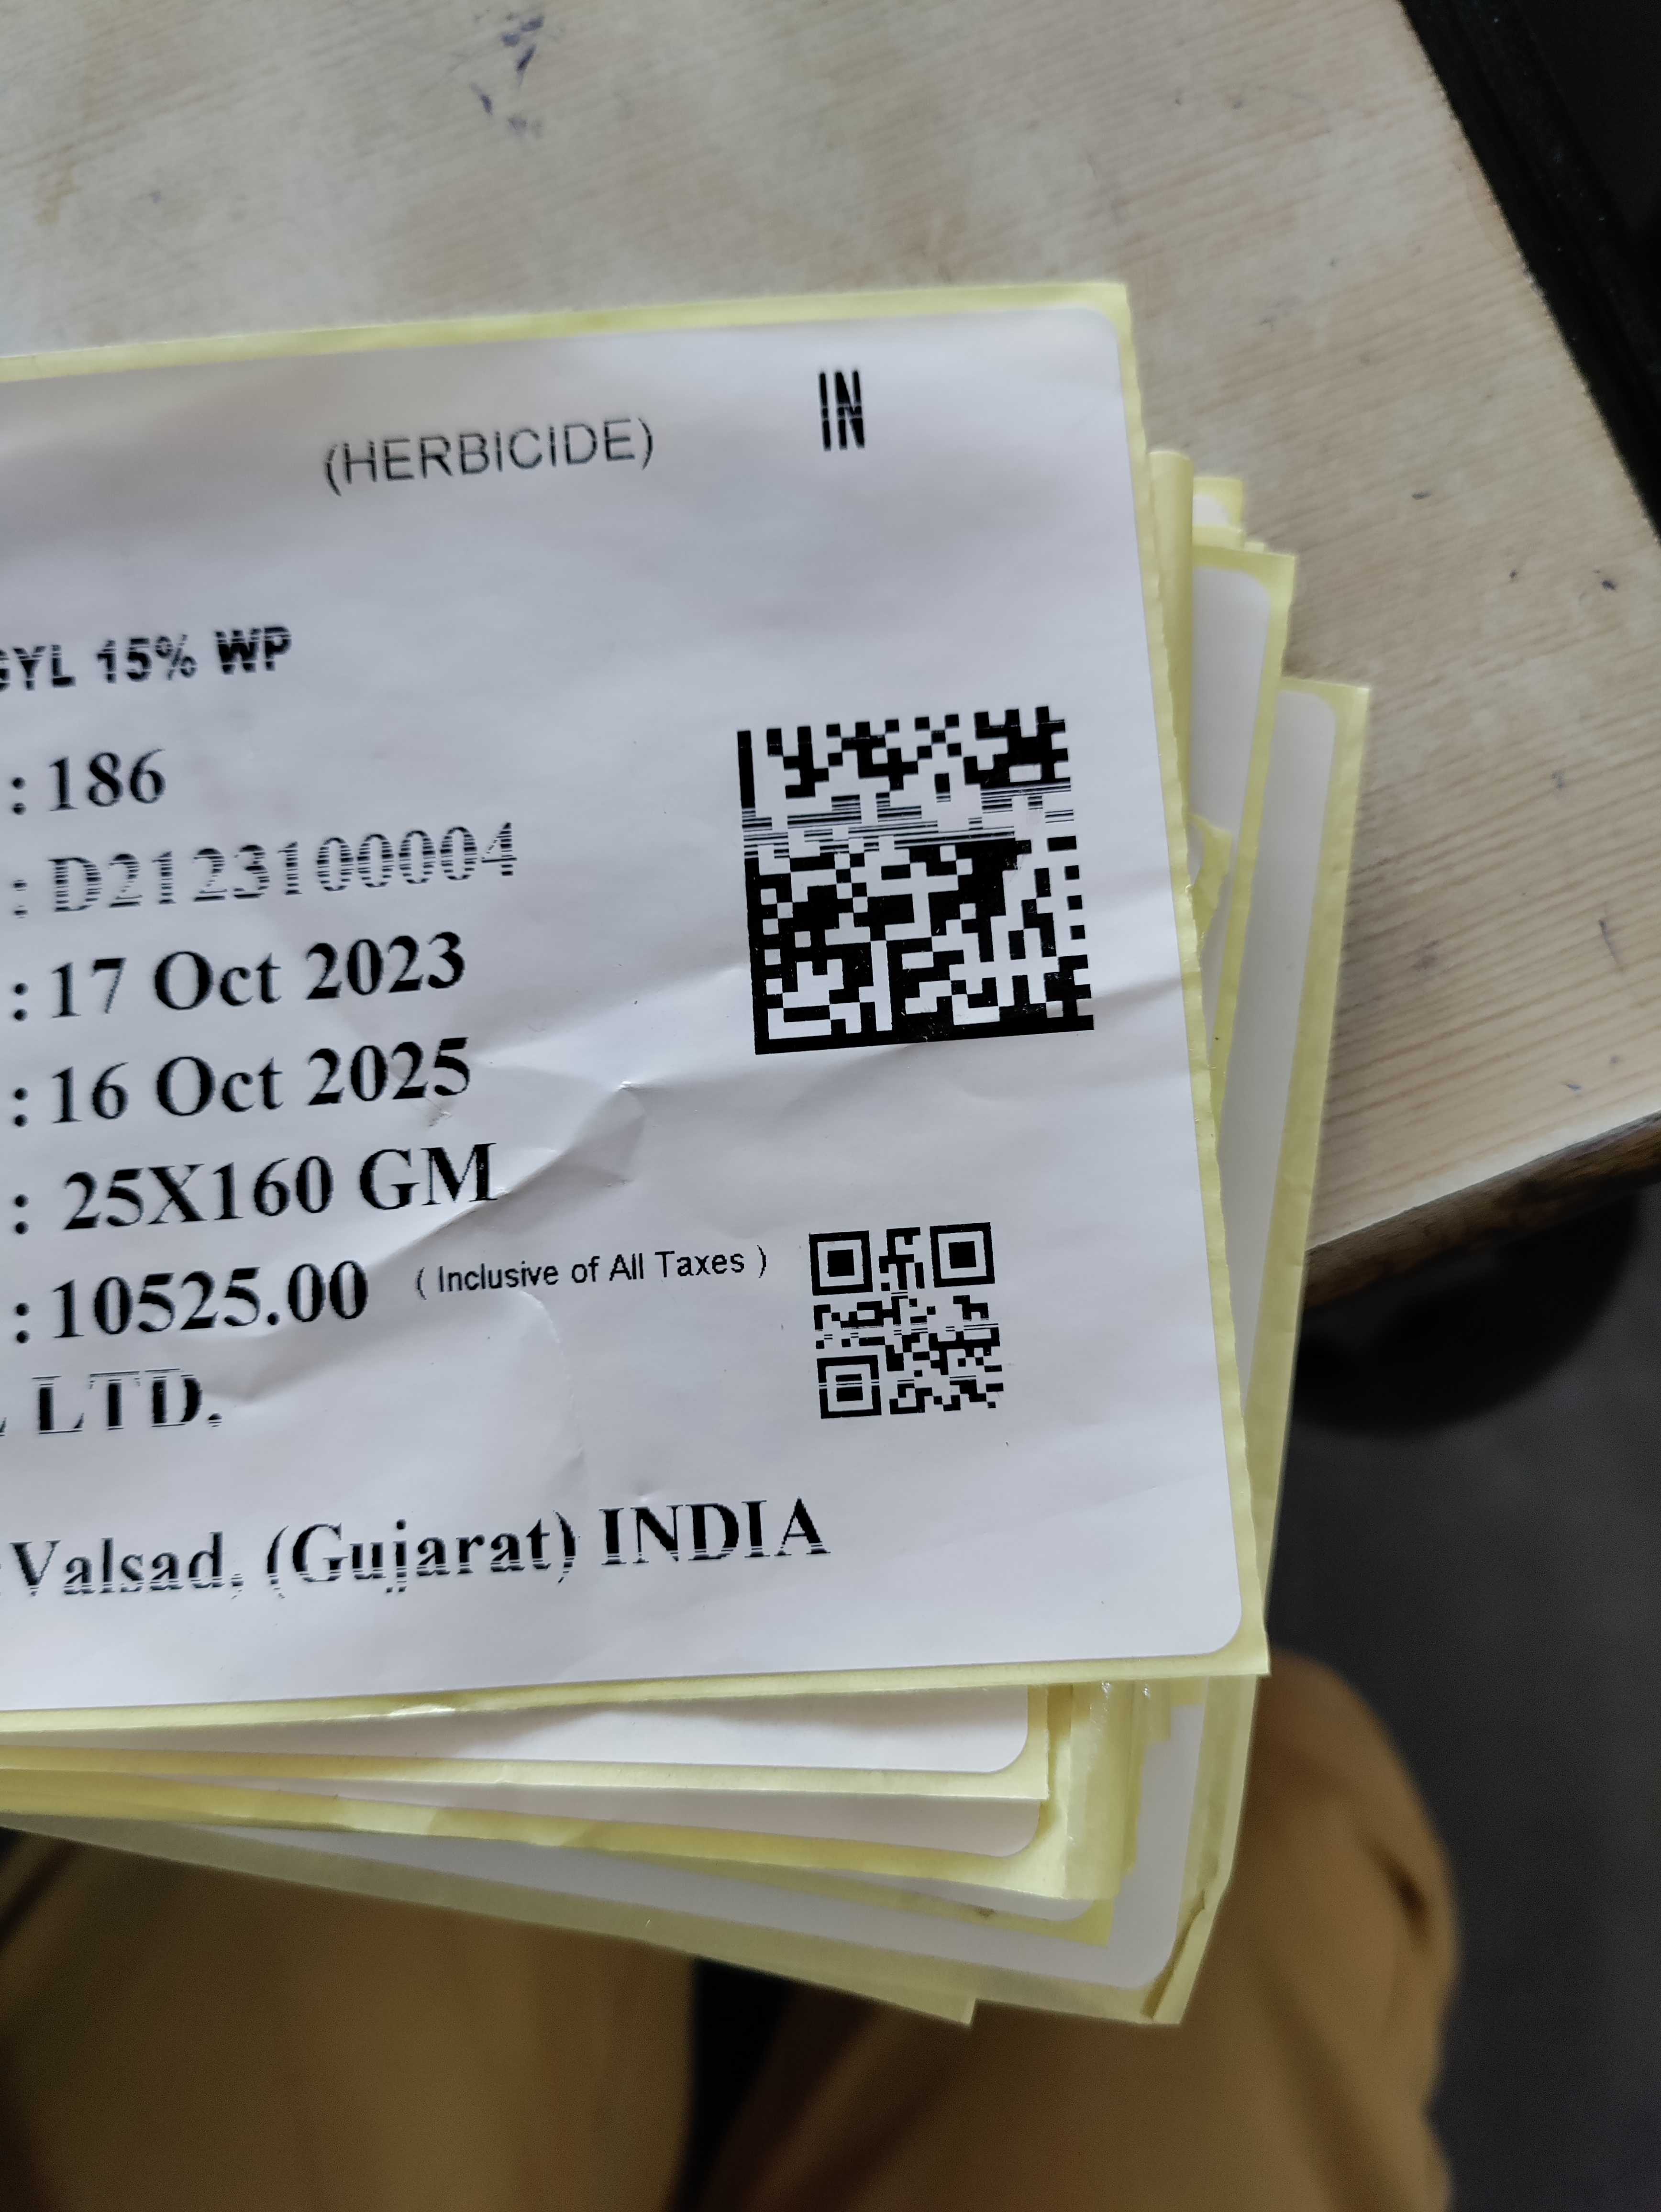 IN
(HERBICIDE)
GYL 15% WP
: 186
: D2123100004
: 17 Oct 2023
: 16 Oct 2025
: 25X160 GM
: 10525.00 ( Inclusive of All Taxes )
LTD.
Valsad, (Gujarat) INDIA